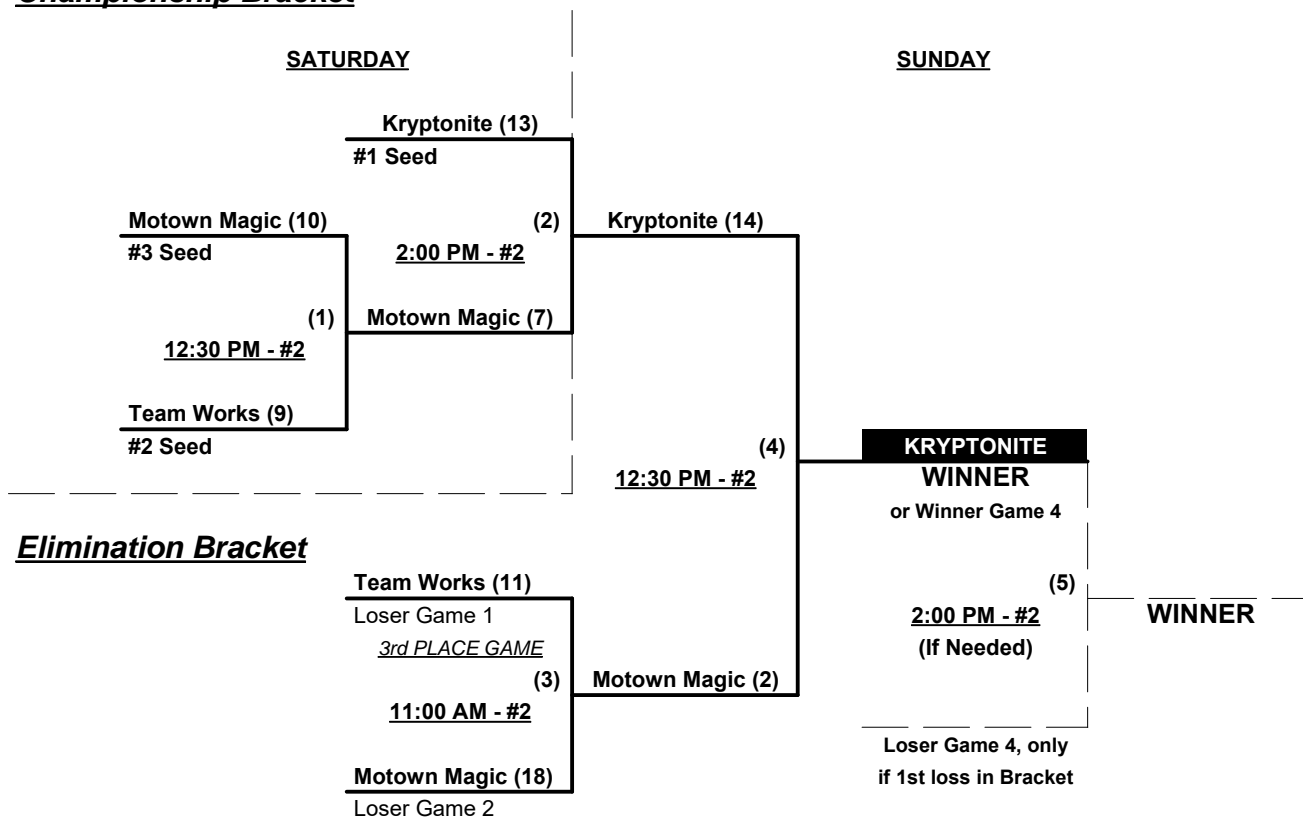 Championship Bracket
SATURDAY
SUNDAY
Kryptonite (13)
#1 Seed
Motown Magic (10)
(2)
Kryptonite (14)
#3 Seed
2:00 PM - #2
(1)
Motown Magic (7)
12:30 PM - #2
Team Works (9)
#2 Seed
(4)
KRYPTONITE
12:30 PM - #2
WINNER
or Winner Game 4
Elimination Bracket
Team Works (11)
(5)
Loser Game 1
2:00 PM - #2
WINNER
3rd PLACE GAME
(If Needed)
(3)
Motown Magic (2)
11:00 AM - #2
Loser Game 4, only
if 1st loss in Bracket
Motown Magic (18)
Loser Game 2